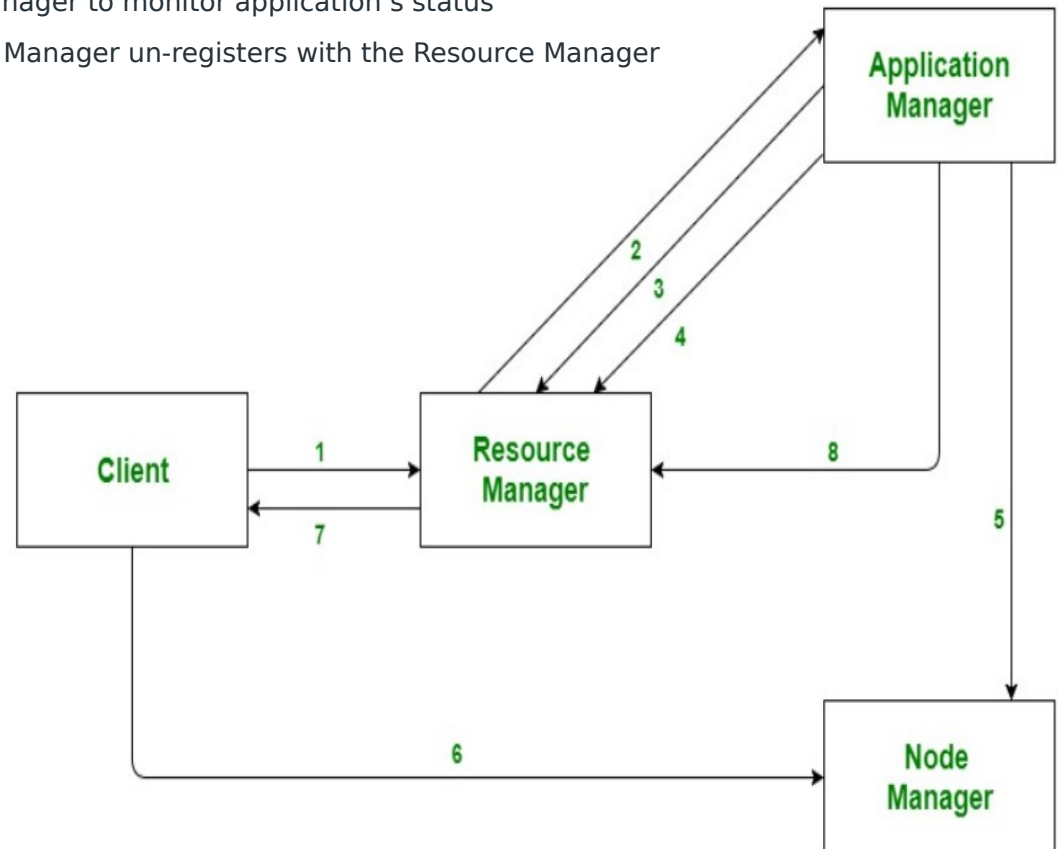 nager to monitor application's status
Manager un-registers with the Resource Manager
Application
Manager
2
3
4
Client
1
7
Resource
Manager
8
5
6
Node
Manager